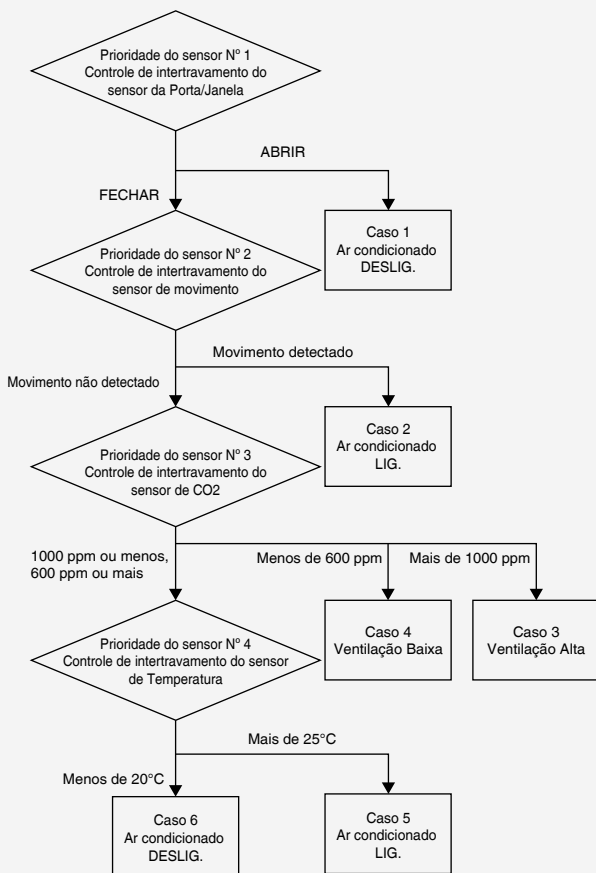 Prioridade do sensor Nº 1
Controle de intertravamento do
sensor da Porta/Janela
ABRIR
FECHAR
Caso 1
Ar condicionado
DESLIG.
Prioridade do sensor Nº 2
Controle de intertravamento do
sensor de movimento
Movimento detectado
Movimento não detectado
Caso 2
Ar condicionado
LIG.
Prioridade do sensor Nº 3
Controle de intertravamento do
sensor de CO2
1000 ppm ou menos,
600 ppm ou mais
Menos de 600 ppm
Mais de 1000 ppm
Prioridade do sensor Nº 4
Controle de intertravamento do sensor
de Temperatura
Caso 4
Ventilação Baixa
Caso 3
Ventilação Alta
Mais de 25°C
Menos de 20°C
Caso 6
Ar condicionado
DESLIG.
Caso 5
Ar condicionado
LIG.